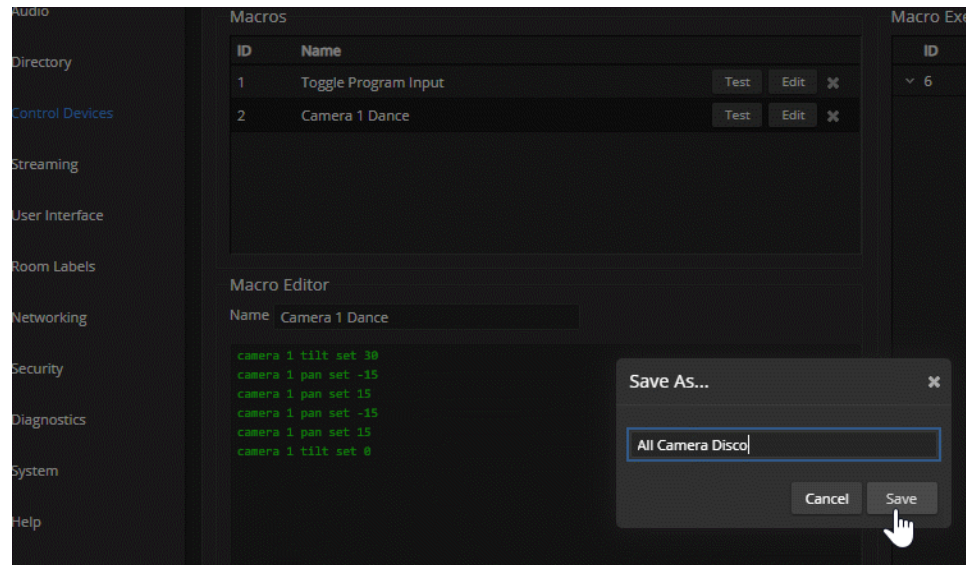 Audio
Directory
Control Devices
Streaming
User Interface
Room Labels
Networking
Security
Diagnostics
System
Help
Macros
ID Name
1 Toggle Program Input Test Edit
2 Camera 1 Dance Test Edit
Macro Editor
Name Camera 1 Dance
camera 1 tilt set 30
camera 1 pan set -15
camera 1 pan set 15
camera 1 pan set -15
camera 1 pan set 15
camera 1 tilt set 0
Macro Exe
ID
6
Save As...
All Camera Disco
Cancel Save